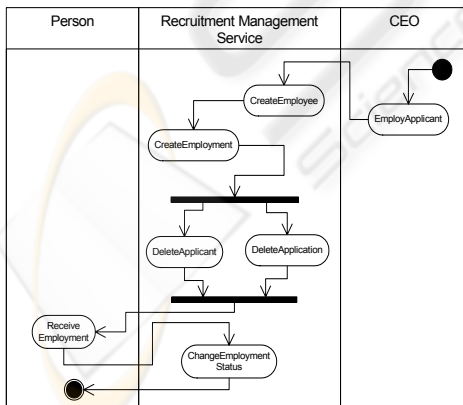 Person
Recruitment Management
Service
CEO
CreateEmployee
EmployApplicant
CreateEmployment
DeleteApplicant
DeleteApplication
Receive
Employment
ChangeEmployment
Status